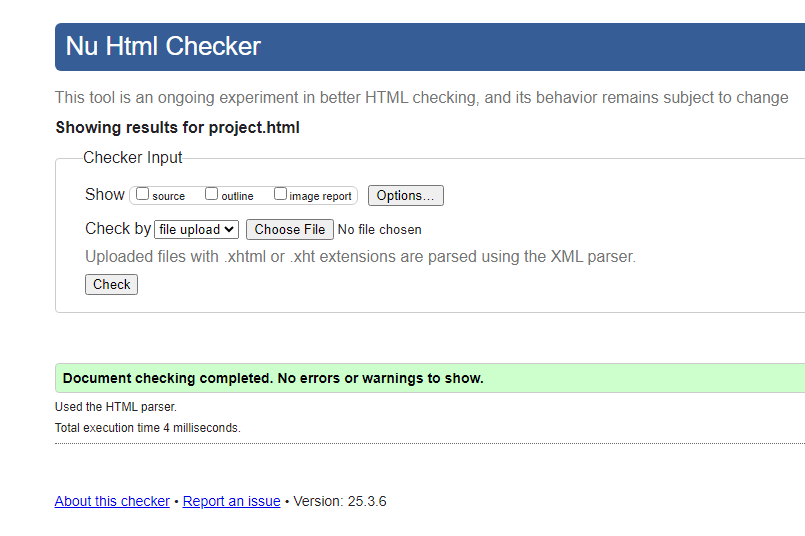 Nu Html Checker
This tool is an ongoing experiment in better HTML checking, and its behavior remains subject to change
Showing results for project.html
Checker Input
Show source outline image report Options...
Check by file upload Choose File No file chosen
Uploaded files with .xhtml or .xht extensions are parsed using the XML parser.
Check
Document checking completed. No errors or warnings to show.
Used the HTML parser.
Total execution time 4 milliseconds.
About this checker • Report an issue • Version: 25.3.6